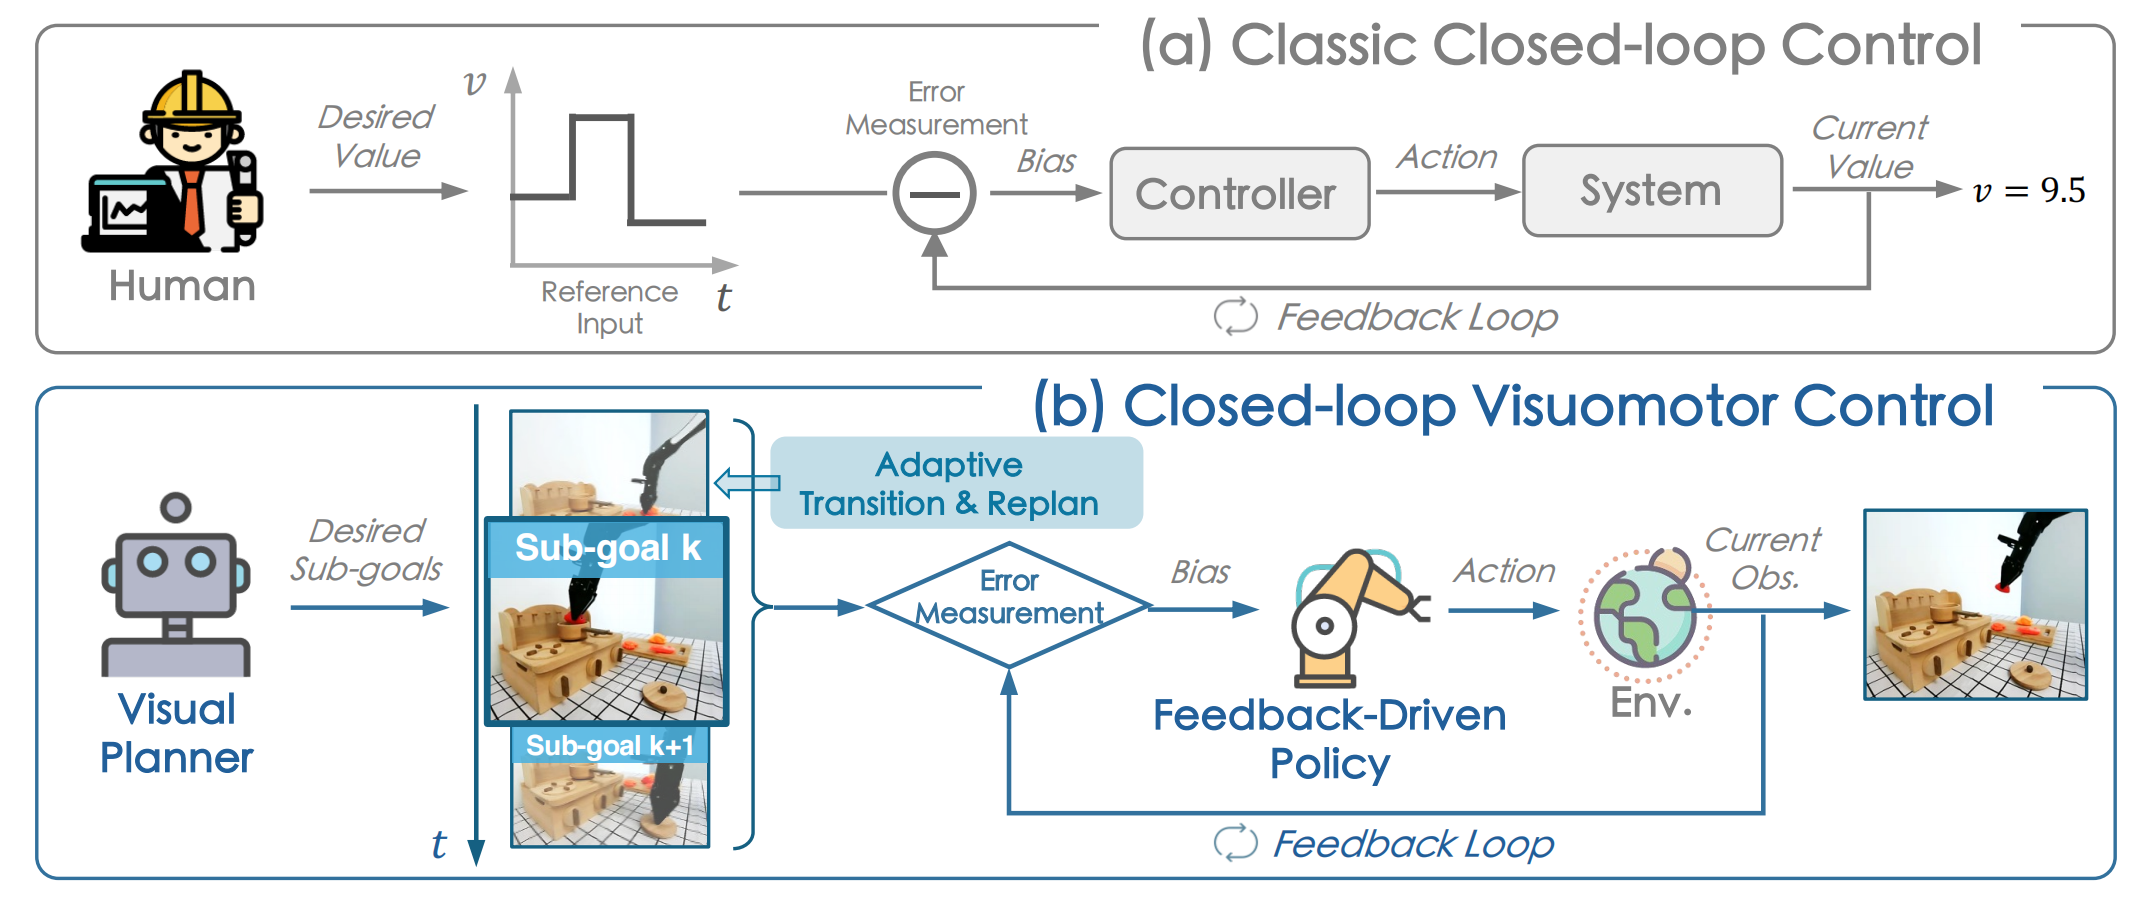 (a) Classic Closed-loop Control
Human
Desired
Value
v
t
Reference
Input
Error
Measurement
Bias
Controller
Action
System
Current
Value
v = 9.5
Feedback Loop
(b) Closed-loop Visuomotor Control
Visual
Planner
Desired
Sub-goals
t
Sub-goal k
Sub-goal k+1
Adaptive
Transition & Replan
Error
Measurement
Bias
Feedback-Driven
Policy
Action
Env.
Current
Obs.
Feedback Loop